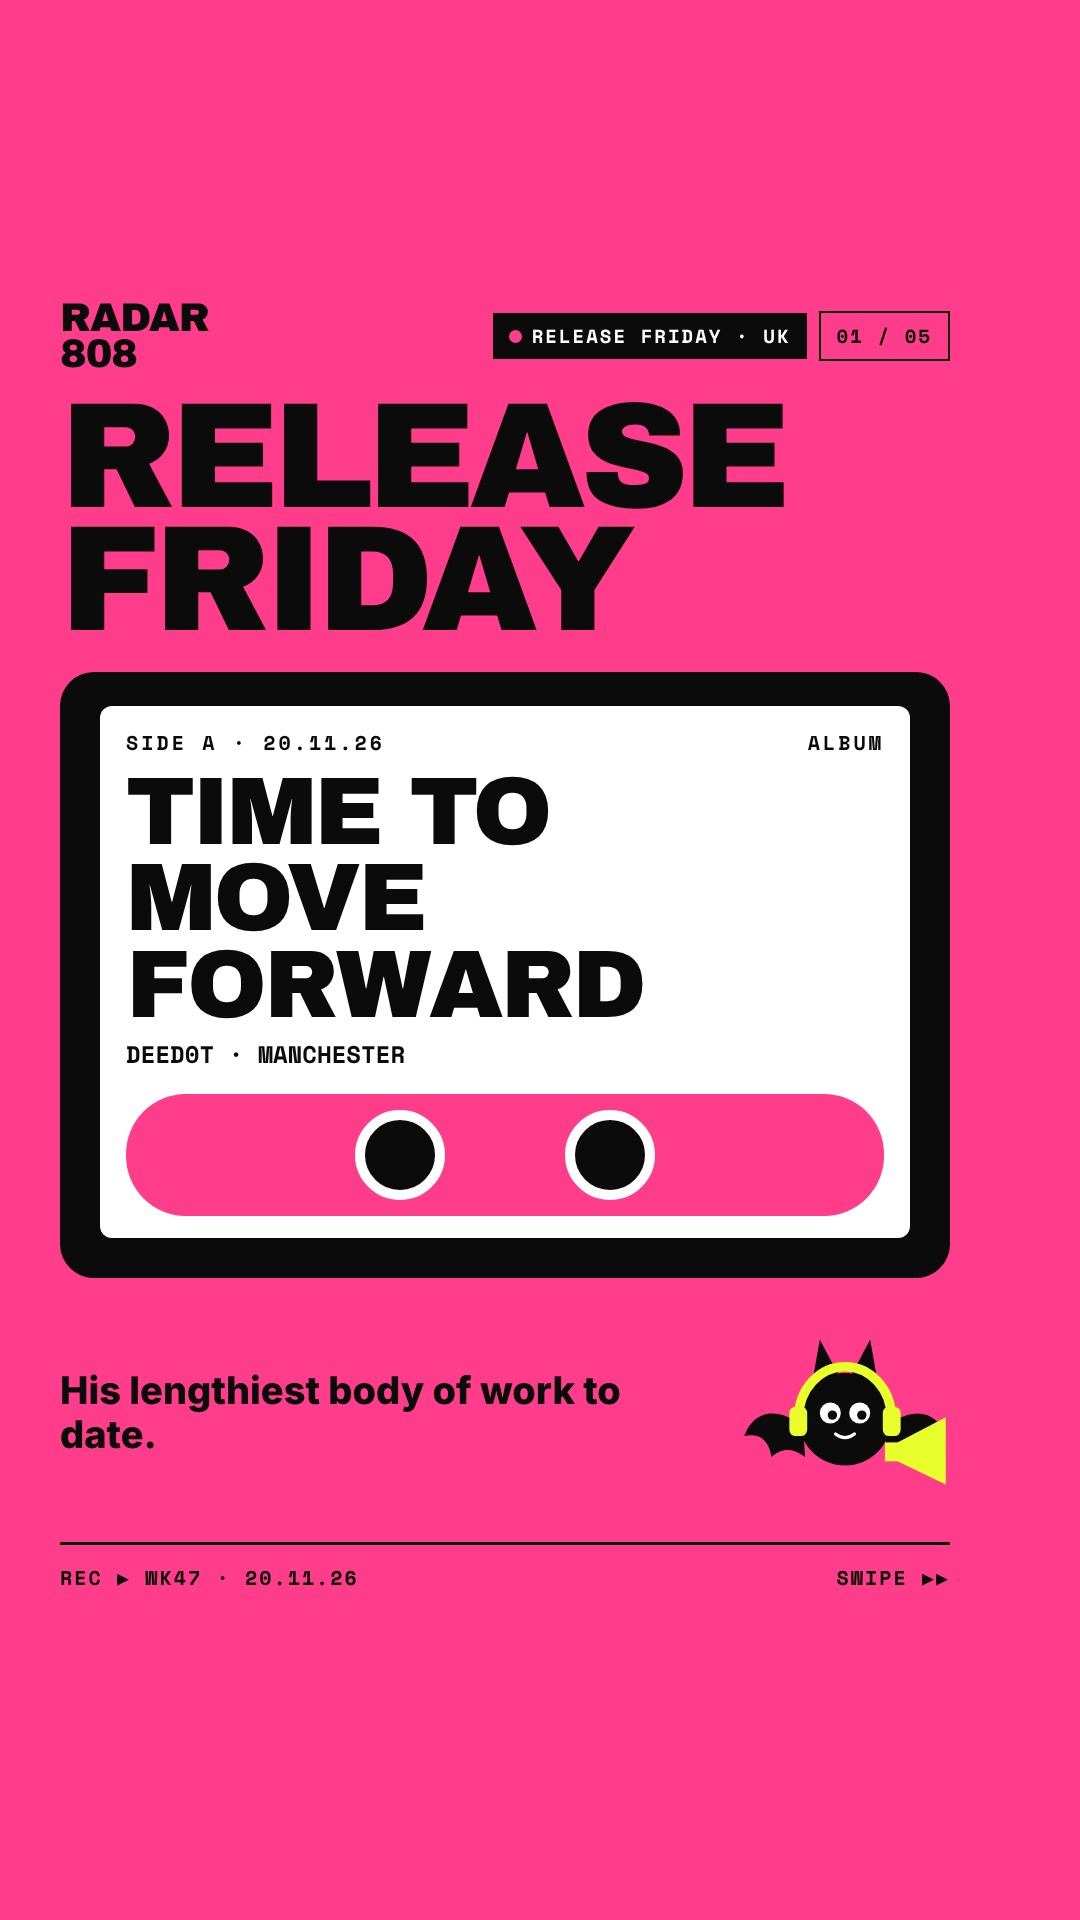 RADAR
808
RELEASE FRIDAY · UK
01 / 05
RELEASE
FRIDAY
SIDE A · 20.11.26
ALBUM
TIME TO
MOVE
FORWARD
DEEDOT · MANCHESTER
His lengthiest body of work to
date.
REC ▶ WK47 · 20.11.26
SWIPE ▶▶